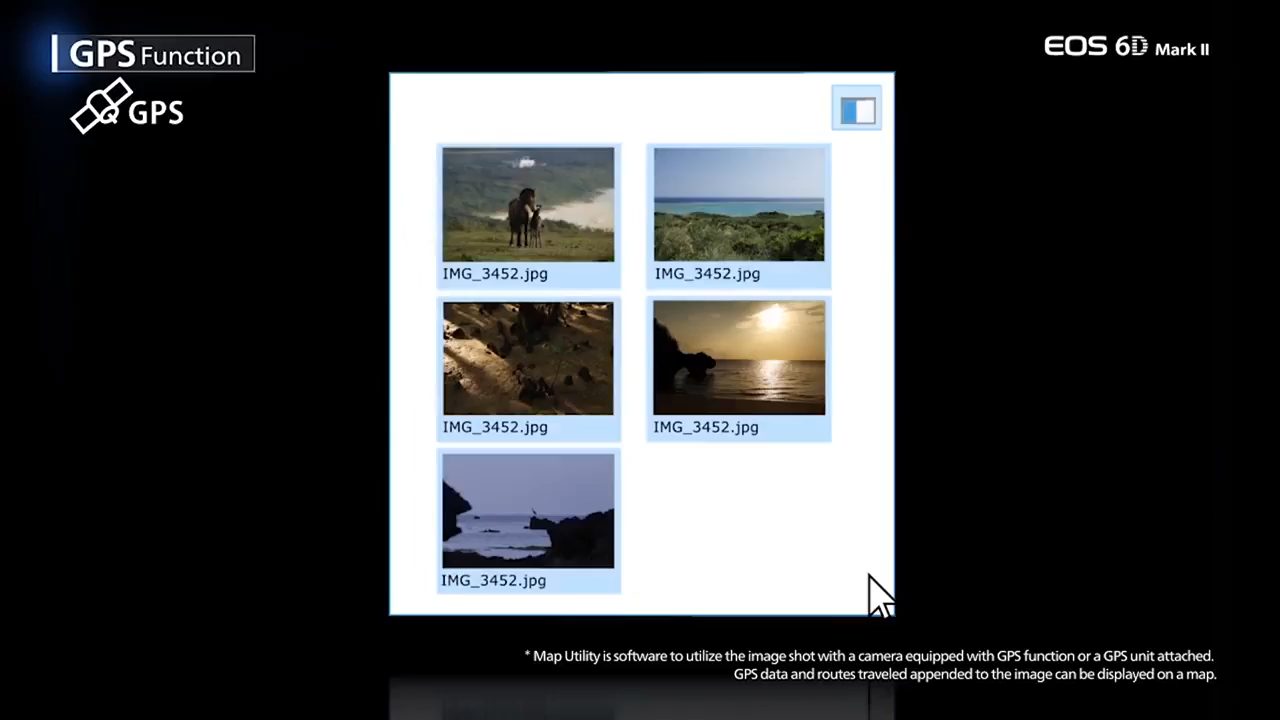 GPS Function
EOS 6D Mark II
GPS
IMG_3452.jpg
IMG_3452.jpg
IMG_3452.jpg
IMG_3452.jpg
IMG_3452.jpg
* Map Utility is software to utilize the image shot with a camera equipped with GPS function or a GPS unit attached.
GPS data and routes traveled appended to the image can be displayed on a map.